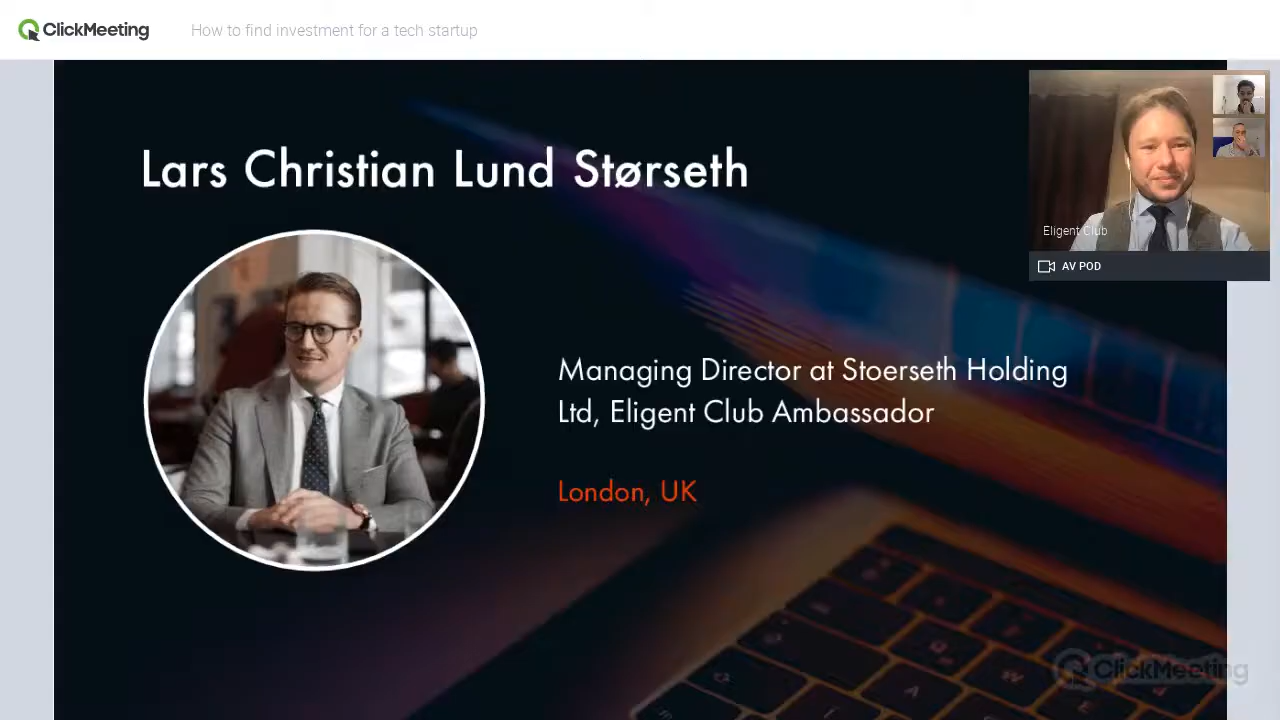 ClickMeeting
How to find investment for a tech startup
Lars Christian Lund Størseth
Eligent Club
AV POD
Managing Director at Stoerseth Holding
Ltd, Eligent Club Ambassador
London, UK
ClickMeeting